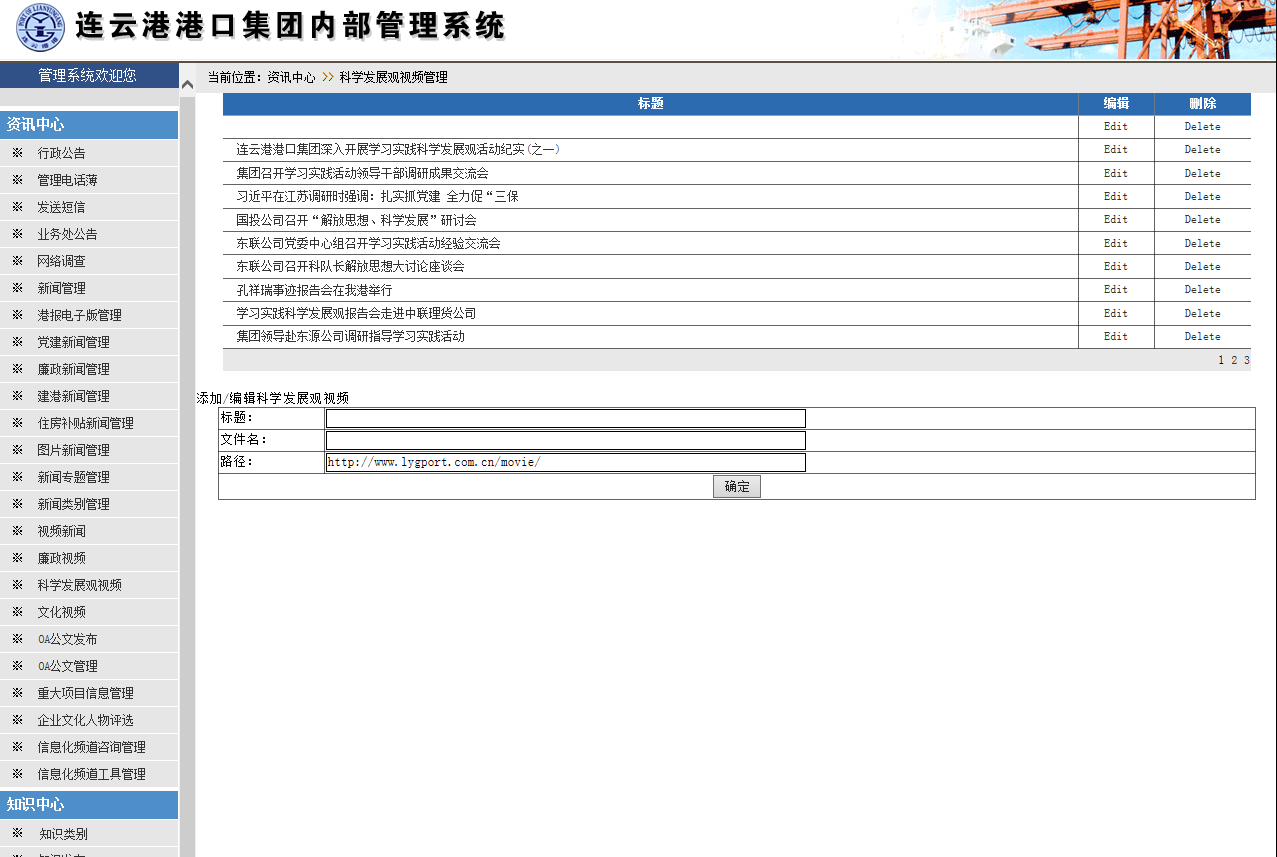 连云港港口集团内部管理系统
管理系统欢迎您
当前位置：资讯中心 >> 科学发展观视频管理
标题 编辑 删除
Edit Delete
连云港港口集团深入开展学习实践科学发展观活动纪实(之一) Edit Delete
集团召开学习实践活动领导干部调研成果交流会 Edit Delete
习近平在江苏调研时强调：扎实抓党建 全力促“三保 Edit Delete
国投公司召开“解放思想、科学发展”研讨会 Edit Delete
东联公司党委中心组召开学习实践活动经验交流会 Edit Delete
东联公司召开科队长解放思想大讨论座谈会 Edit Delete
孔祥瑞事迹报告会在我港举行 Edit Delete
学习实践科学发展观报告会走进中联理货公司 Edit Delete
集团领导赴东源公司调研指导学习实践活动 Edit Delete
1 2 3
添加/编辑科学发展观视频
标题：
文件名：
路径： http://www.lygport.com.cn/movie/
确定
资讯中心
※ 行政公告
※ 管理电话薄
※ 发送短信
※ 业务处公告
※ 网络调查
※ 新闻管理
※ 港报电子版管理
※ 党建新闻管理
※ 廉政新闻管理
※ 建港新闻管理
※ 住房补贴新闻管理
※ 图片新闻管理
※ 新闻专题管理
※ 新闻类别管理
※ 视频新闻
※ 廉政视频
※ 科学发展观视频
※ 文化视频
※ OA公文发布
※ OA公文管理
※ 重大项目信息管理
※ 企业文化人物评选
※ 信息化频道咨询管理
※ 信息化频道工具管理
知识中心
※ 知识类别